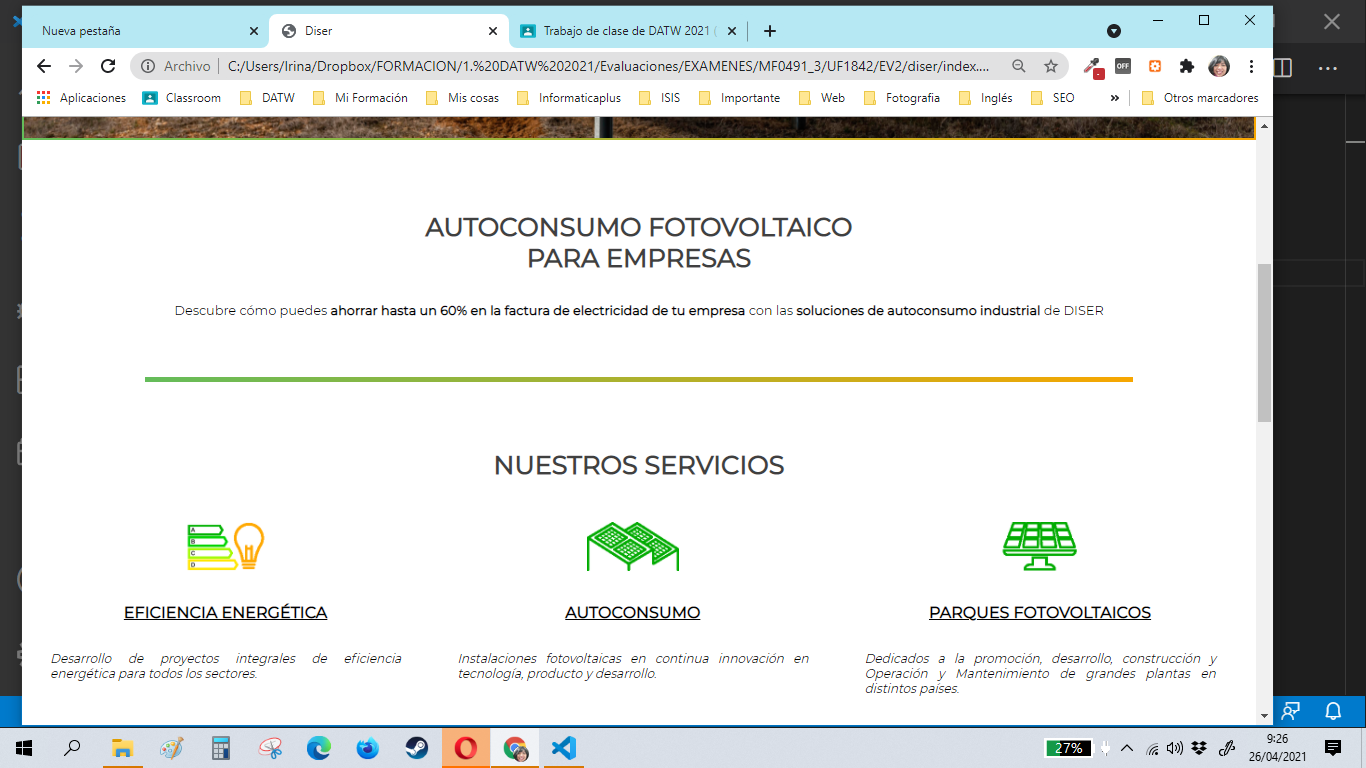 Nueva pestaña
Diser
Trabajo de clase de DATW 2021 (
Archivo
C:/Users/Irina/Dropbox/FORMACION/1.%20DATW%202021/Evaluaciones/EXAMENES/MF0491_3/UF1842/EV2/diser/index....
OFF
Aplicaciones
Classroom
DATW
Mi Formación
Mis cosas
Informaticaplus
ISIS
Importante
Web
Fotografia
Inglés
SEO
»
Otros marcadores
AUTOCONSUMO FOTOVOLTAICO
PARA EMPRESAS
Descubre cómo puedes ahorrar hasta un 60% en la factura de electricidad de tu empresa con las soluciones de autoconsumo industrial de DISER
NUESTROS SERVICIOS
A
B
C
D
EFICIENCIA ENERGÉTICA
Desarrollo de proyectos integrales de eficiencia
energética para todos los sectores.
AUTOCONSUMO
Instalaciones fotovoltaicas en continua innovación en
tecnología, producto y desarrollo.
PARQUES FOTOVOLTAICOS
Dedicados a la promoción, desarrollo, construcción y
Operación y Mantenimiento de grandes plantas en
distintos países.
27%
9:26
26/04/2021